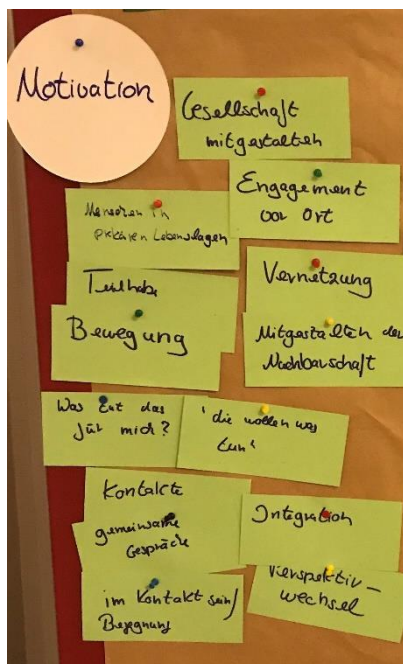 Motivation
Gesellschaft
mitgestalten
Engagement
vor Ort
Menschen in
prekären Lebenslagen
Teilhabe
Vernetzung
Bewegung
Mitgestalten der
Nachbarschaft
Was tut das
für mich?
'die wollen was
tun'
Kontakte
gemeinsame
Gespräche
Integration
im Kontakt sein/
Begegnung
Perspektiv-
wechsel